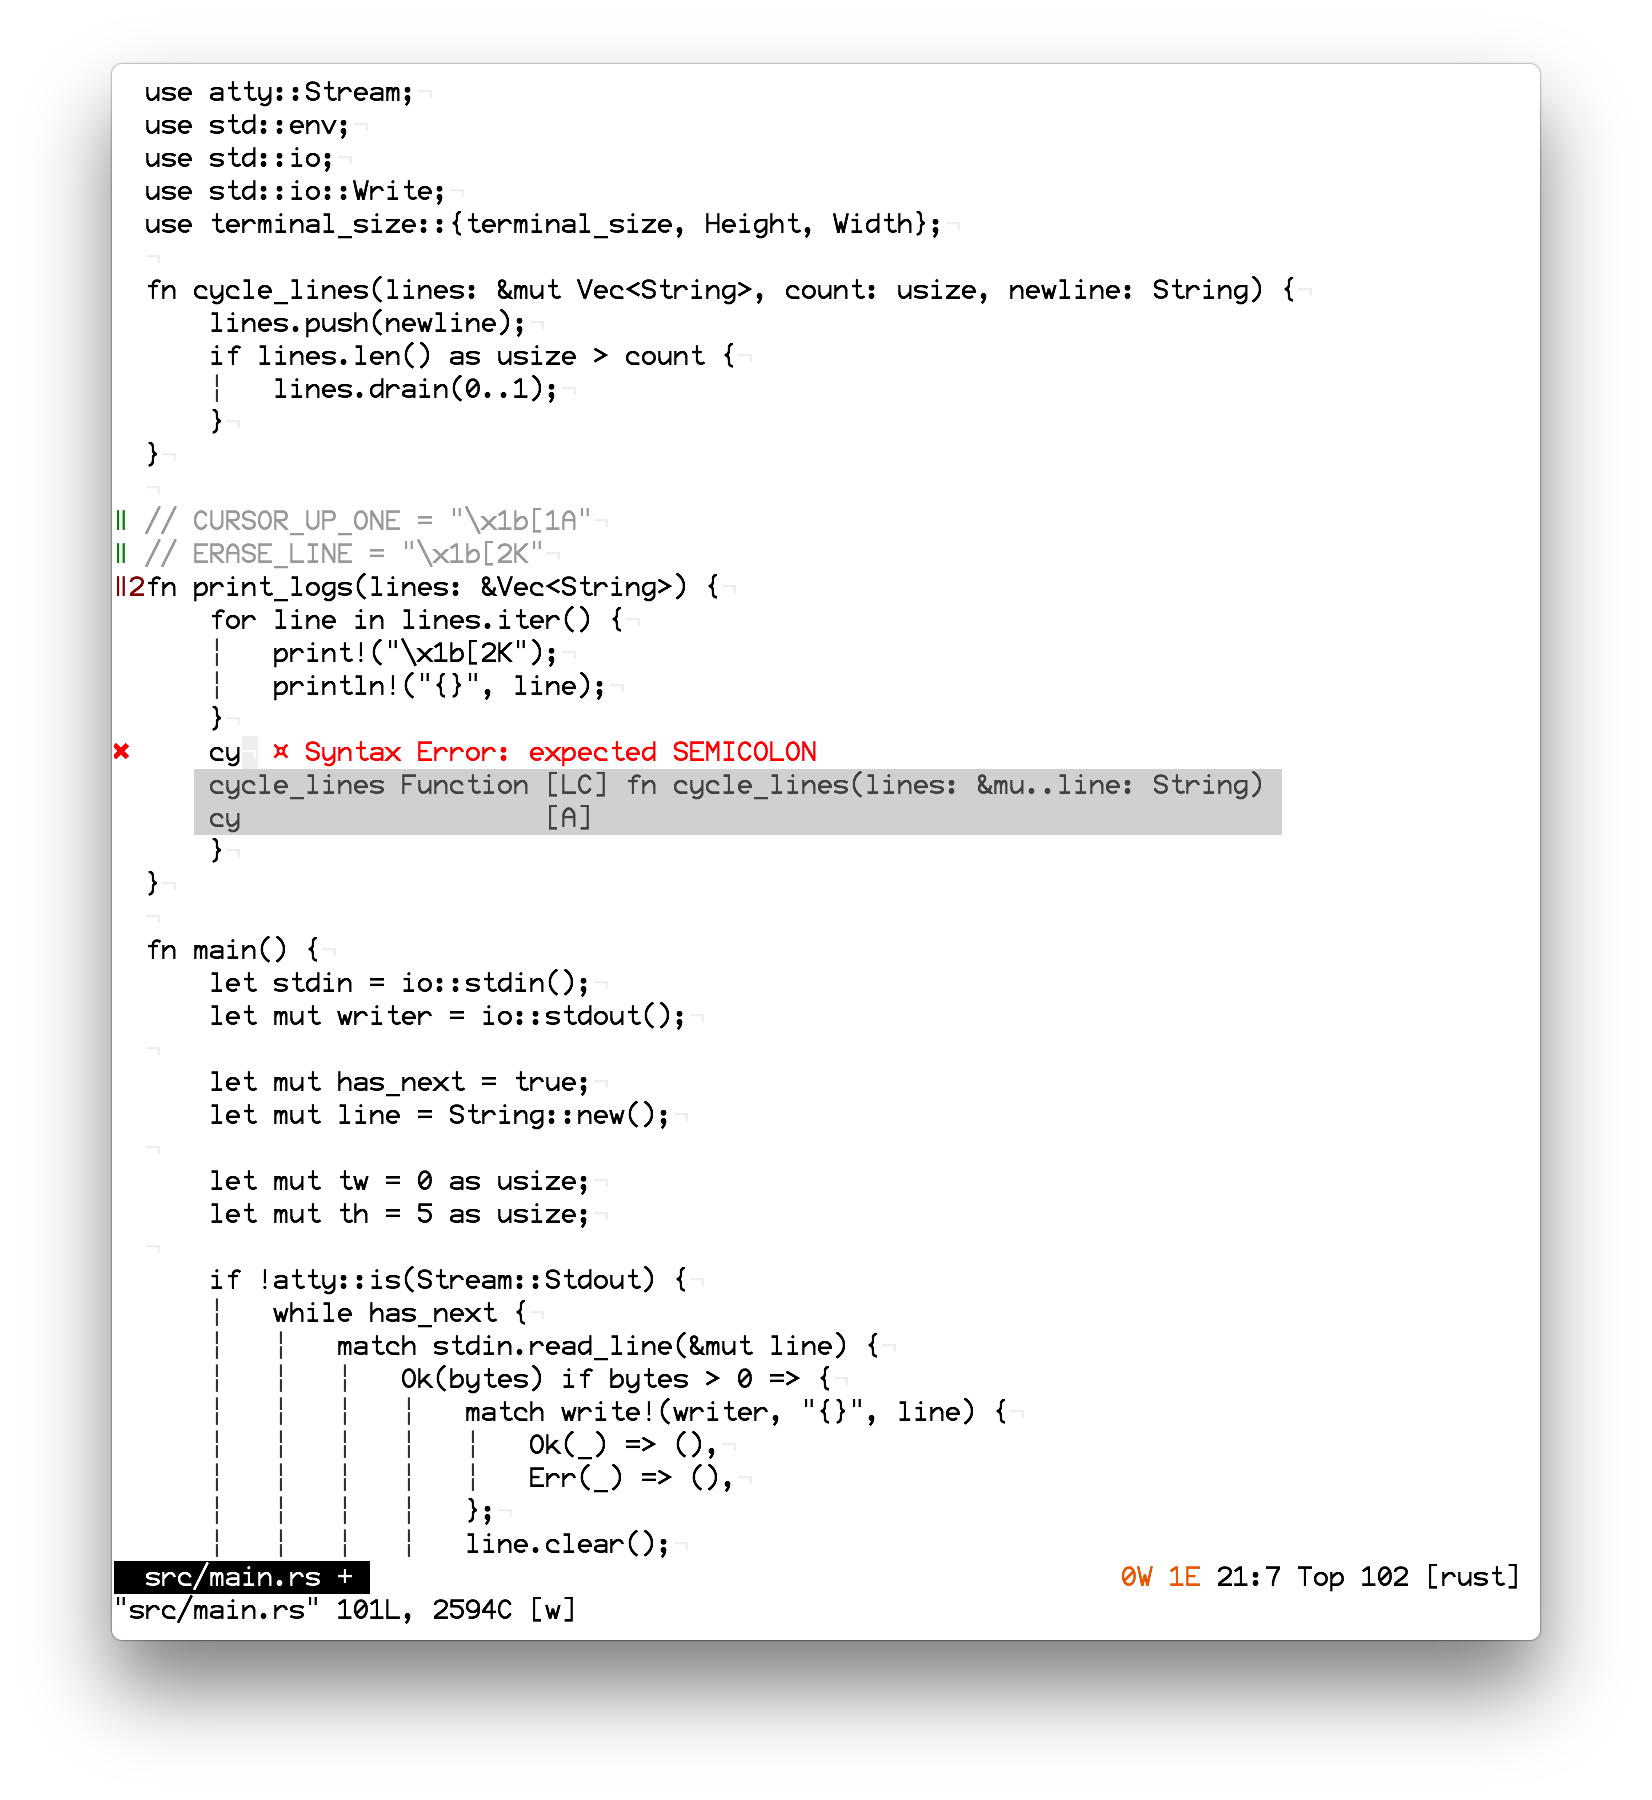 use atty::Stream;¬
use std::env;¬
use std::io;¬
use std::io::Write;¬
use terminal_size::{terminal_size, Height, Width};¬
¬
fn cycle_lines(lines: &mut Vec<String>, count: usize, newline: String) {¬
    lines.push(newline);¬
    if lines.len() as usize > count {¬
    ¦   lines.drain(0..1);¬
    }¬
}¬
¬
‖ // CURSOR_UP_ONE = "\x1b[1A"¬
‖ // ERASE_LINE = "\x1b[2K"¬
‖2fn print_logs(lines: &Vec<String>) {¬
    for line in lines.iter() {¬
    ¦   print!("\x1b[2K");¬
    ¦   println!("{}", line);¬
    }¬
✖     cy¬ ¤ Syntax Error: expected SEMICOLON
    cycle_lines Function [LC] fn cycle_lines(lines: &mu..line: String)
    cy                   [A]
    }¬
}¬
¬
fn main() {¬
    let stdin = io::stdin();¬
    let mut writer = io::stdout();¬
¬
    let mut has_next = true;¬
    let mut line = String::new();¬
¬
    let mut tw = 0 as usize;¬
    let mut th = 5 as usize;¬
¬
    if !atty::is(Stream::Stdout) {¬
    ¦   while has_next {¬
    ¦   ¦   match stdin.read_line(&mut line) {¬
    ¦   ¦   ¦   Ok(bytes) if bytes > 0 => {¬
    ¦   ¦   ¦   ¦   match write!(writer, "{}", line) {¬
    ¦   ¦   ¦   ¦   ¦   Ok(_) => (),¬
    ¦   ¦   ¦   ¦   ¦   Err(_) => (),¬
    ¦   ¦   ¦   ¦   };¬
    ¦   ¦   ¦   ¦   line.clear();¬
src/main.rs + 0W 1E 21:7 Top 102 [rust]
"src/main.rs" 101L, 2594C [w]